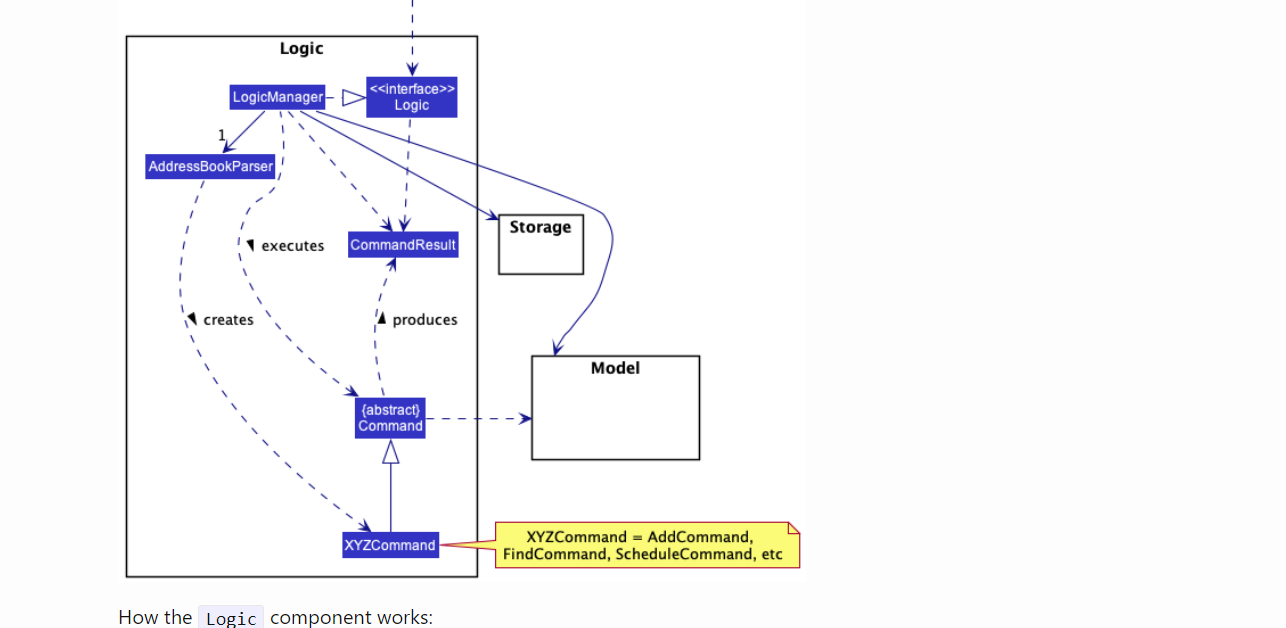 Logic
LogicManager
<<interface>>
Logic
1
AddressBookParser
Storage
executes
CommandResult
creates
produces
Model
{abstract}
Command
XYZCommand
XYZCommand = AddCommand,
FindCommand, ScheduleCommand, etc
How the Logic component works: